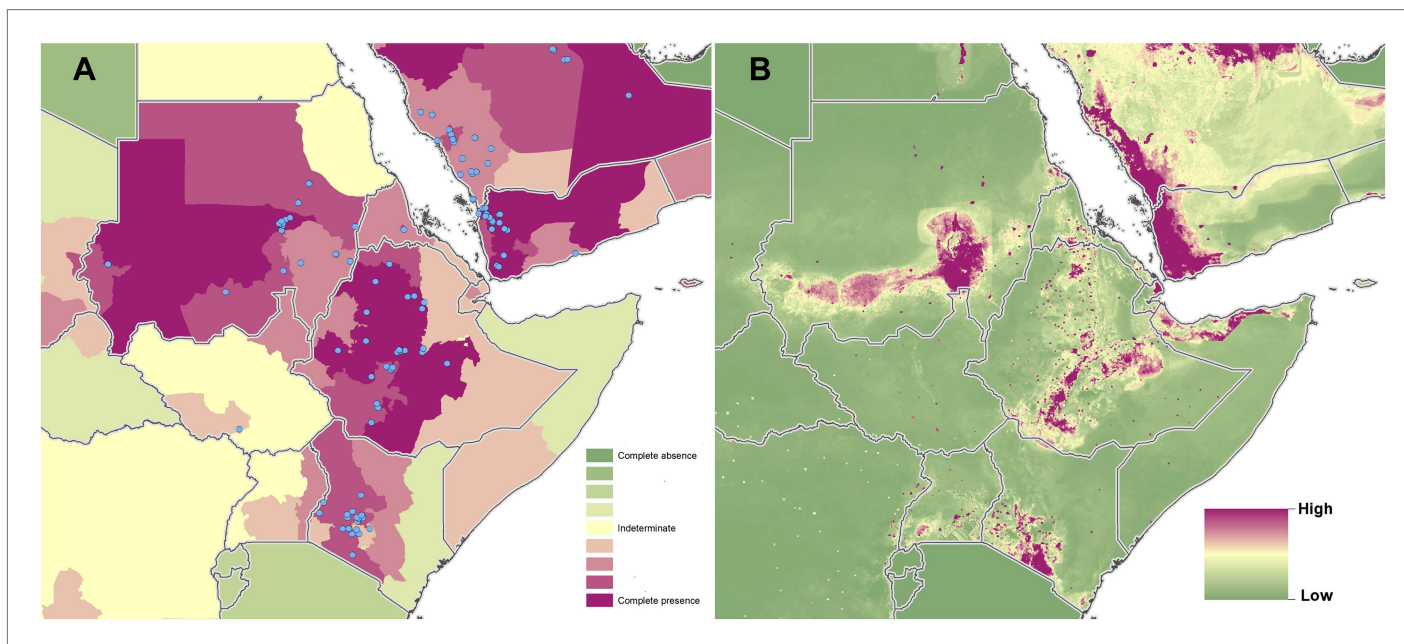 A
B
Complete absence
Indeterminate
Complete presence
High
Low